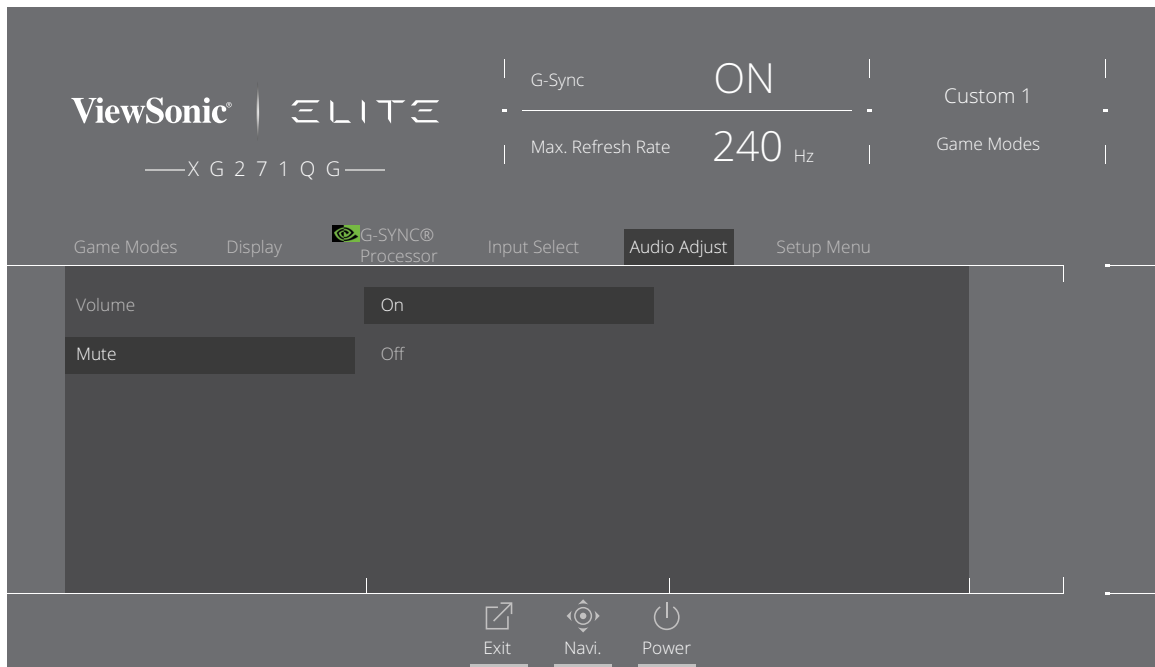 ViewSonic® ELITE
XG271QG
G-Sync ON
Max. Refresh Rate 240 Hz
Custom 1
Game Modes
Game Modes Display G-SYNC® Processor Input Select Audio Adjust Setup Menu
Volume On
Mute Off
Exit Navi. Power